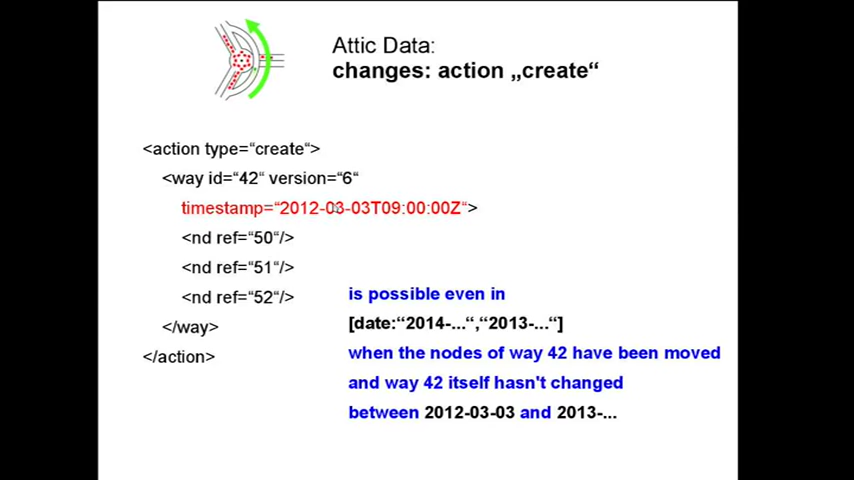 Attic Data:
changes: action „create“
<action type=“create“>
<way id=“42“ version=“6“
timestamp=“2012-03-03T09:00:00Z“>
<nd ref=“50“/>
<nd ref=“51“/>
<nd ref=“52“/>
</way>
</action>
is possible even in
[date:“2014-...“,“2013-...“]
when the nodes of way 42 have been moved
and way 42 itself hasn't changed
between 2012-03-03 and 2013-...